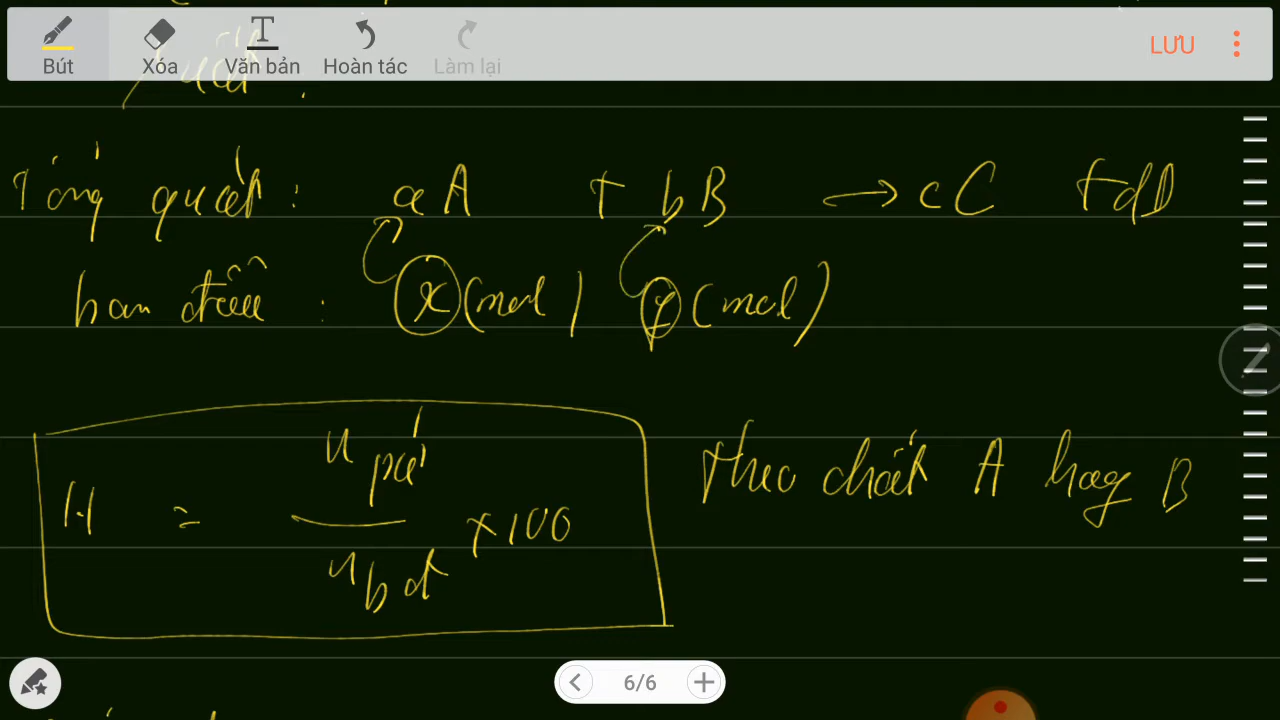 Bút Xóa Văn bản Hoàn tác Làm lại LƯU
Tổng quát: aA + bB → cC + dD
ban đầu : x (mol) y (mol)
H = n pứ / n bđ × 100 theo chất A hay B
6/6